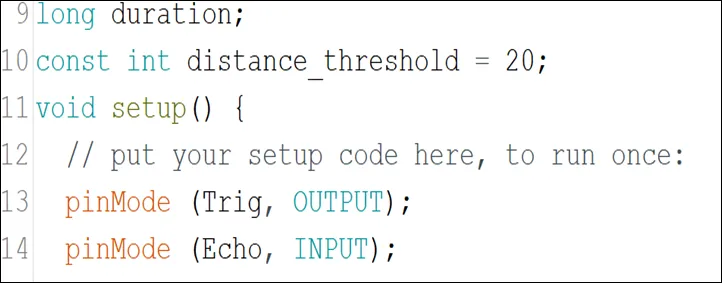 9 long duration;
10 const int distance_threshold = 20;
11 void setup() {
12 // put your setup code here, to run once:
13 pinMode (Trig, OUTPUT);
14 pinMode (Echo, INPUT);